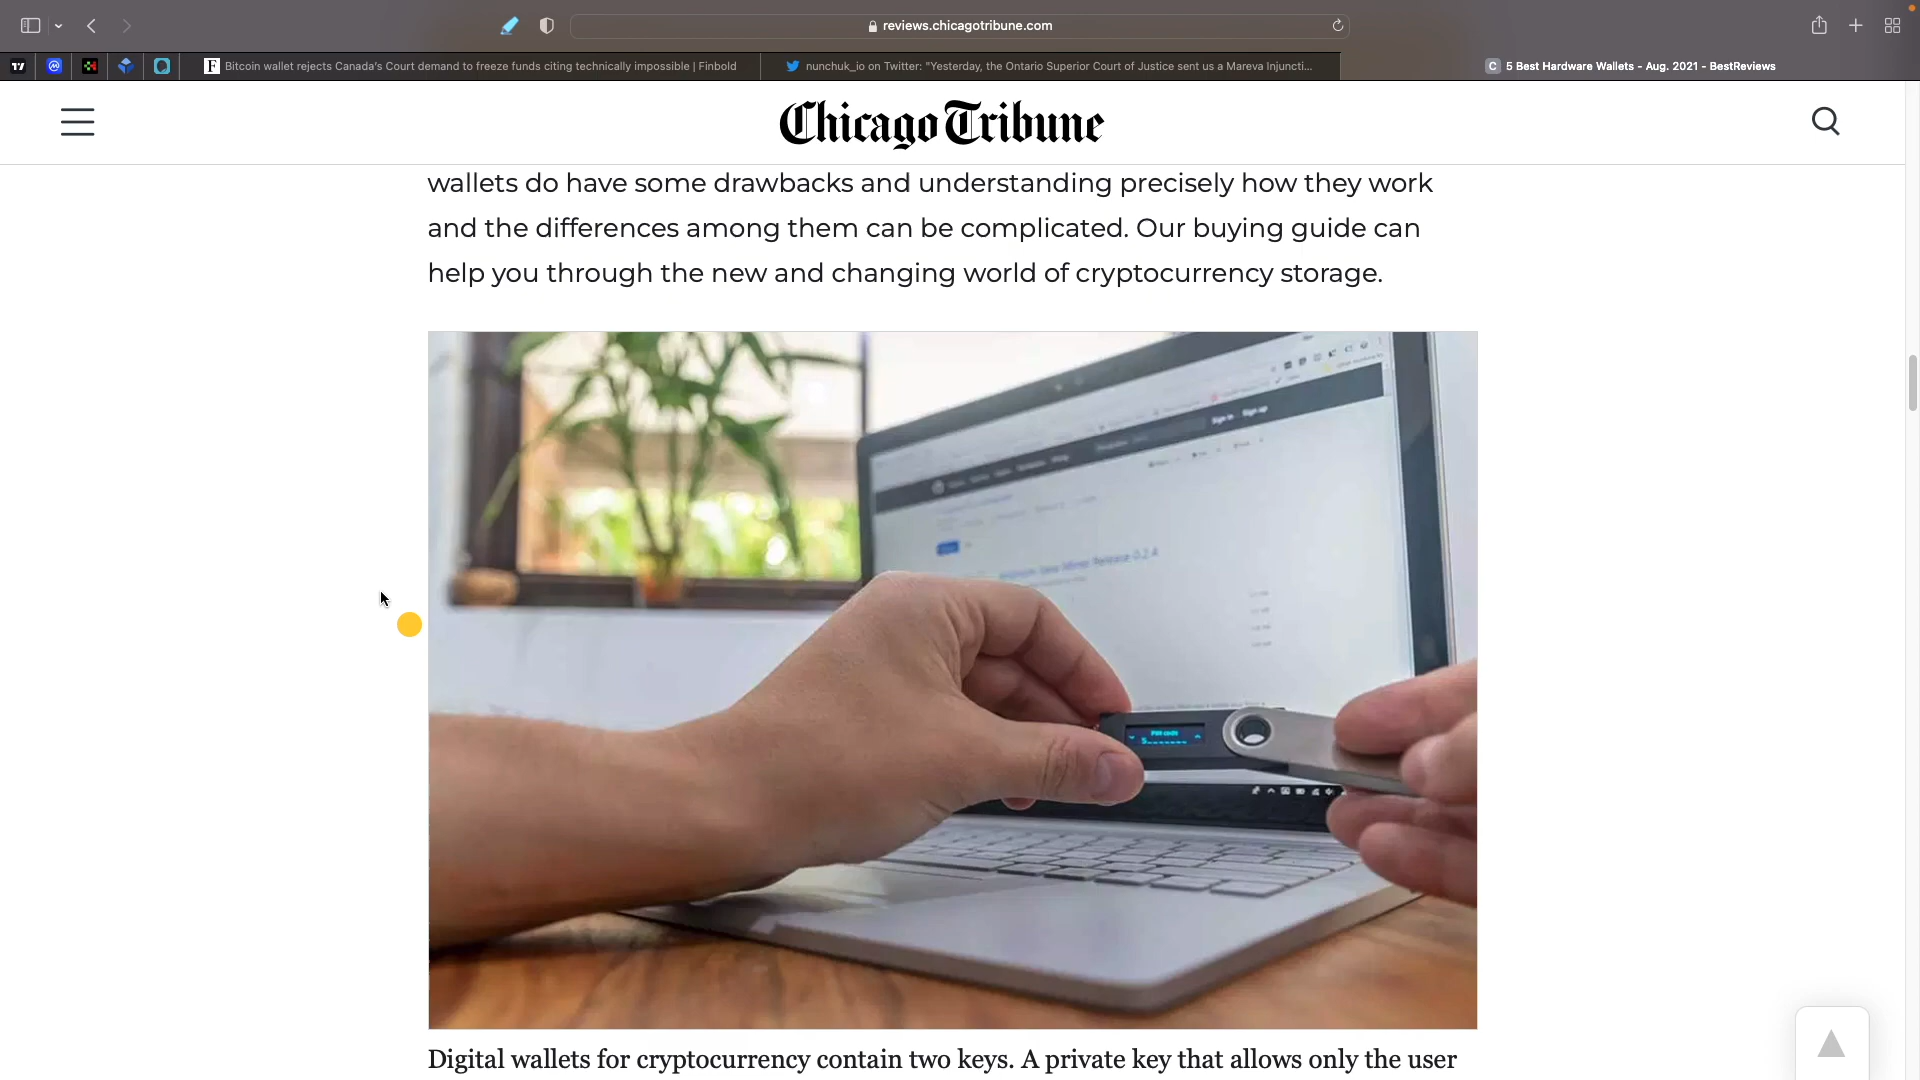 reviews.chicagotribune.com
Bitcoin wallet rejects Canada's Court demand to freeze funds citing technically impossible | Finbold
nunchuk_io on Twitter: "Yesterday, the Ontario Superior Court of Justice sent us a Mareva Injuncti...
C 5 Best Hardware Wallets - Aug. 2021 - BestReviews
Chicago Tribune
wallets do have some drawbacks and understanding precisely how they work
and the differences among them can be complicated. Our buying guide can
help you through the new and changing world of cryptocurrency storage.
Sign in Sign up
Digital wallets for cryptocurrency contain two keys. A private key that allows only the user